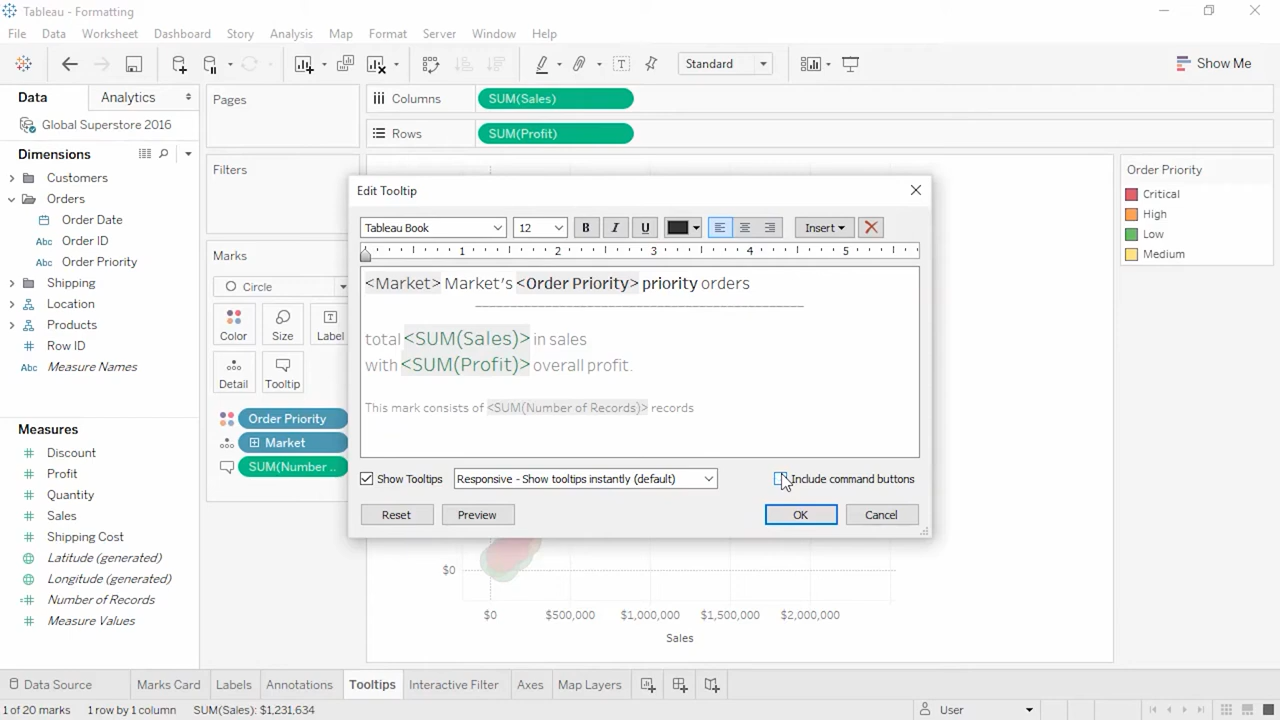 Tableau - Formatting
File Data Worksheet Dashboard Story Analysis Map Format Server Window Help
Standard
Show Me
Data Analytics
Global Superstore 2016
Dimensions
Customers
Orders
Order Date
Abc Order ID
Abc Order Priority
Shipping
Location
Products
Row ID
Abc Measure Names
Measures
Discount
Profit
Quantity
Sales
Shipping Cost
Latitude (generated)
Longitude (generated)
Number of Records
Measure Values
Pages
Filters
Marks
Circle
Color Size Label
Detail Tooltip
Order Priority
Market
SUM(Number ..
Columns SUM(Sales)
Rows SUM(Profit)
Edit Tooltip
Tableau Book 12 B I U Insert
1 2 3 4 5
<Market> Market's <Order Priority> priority orders
total <SUM(Sales)> in sales
with <SUM(Profit)> overall profit.
This mark consists of <SUM(Number of Records)> records
Show Tooltips Responsive - Show tooltips instantly (default) Include command buttons
Reset Preview OK Cancel
$0
$0 $500,000 $1,000,000 $1,500,000 $2,000,000
Sales
Order Priority
Critical
High
Low
Medium
Data Source Marks Card Labels Annotations Tooltips Interactive Filter Axes Map Layers
1 of 20 marks 1 row by 1 column SUM(Sales): $1,231,634 User